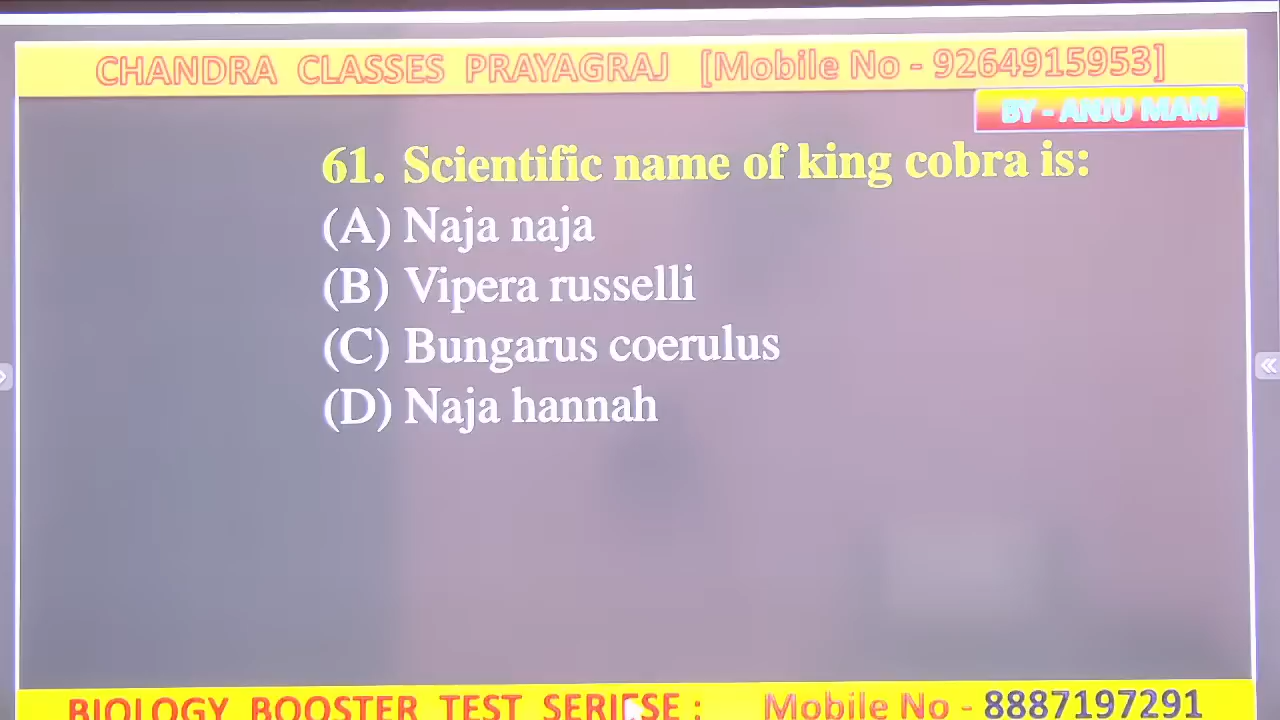 CHANDRA CLASSES PRAYAGRAJ [Mobile No - 9264915953]
BY - ANJU MAM
61. Scientific name of king cobra is:
(A) Naja naja
(B) Vipera russelli
(C) Bungarus coerulus
(D) Naja hannah
BIOLOGY BOOSTER TEST SERIESE : Mobile No - 8887197291